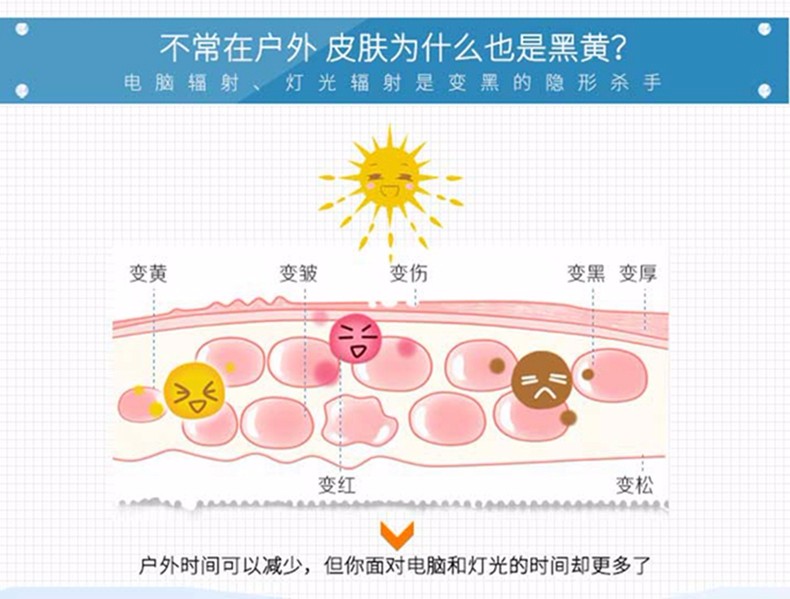 不常在户外 皮肤为什么也是黑黄?
电脑辐射、灯光辐射是变黑的隐形杀手
变黄 变皱 变伤 变黑 变厚
变红 变松
户外时间可以减少，但你面对电脑和灯光的时间却更多了